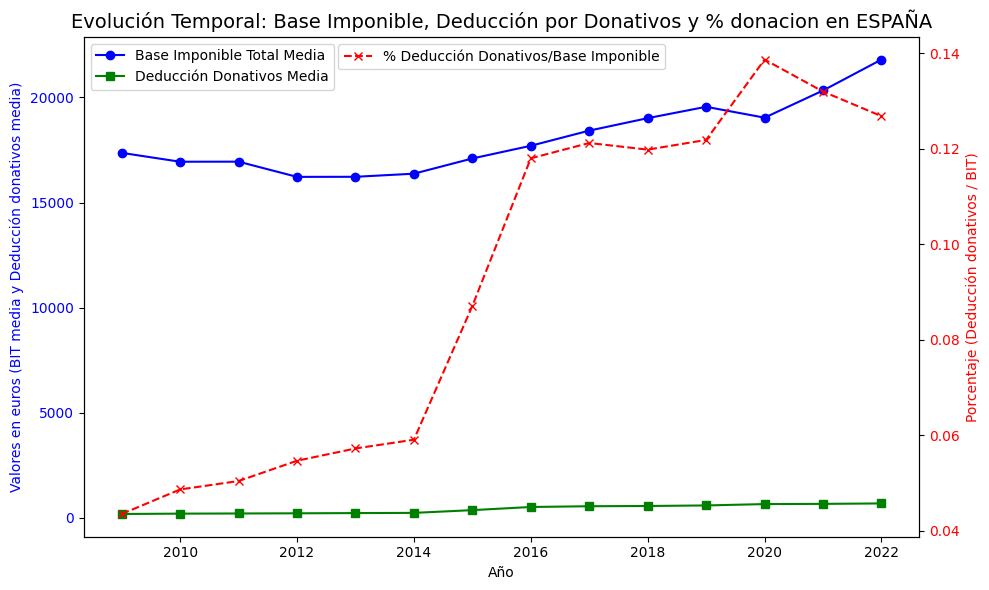 Evolución Temporal: Base Imponible, Deducción por Donativos y % donacion en ESPAÑA
Base Imponible Total Media
Deducción Donativos Media
% Deducción Donativos/Base Imponible
Valores en euros (BIT media y Deducción donativos media)
20000
15000
10000
5000
0
0.14
0.12
0.10
0.08
0.06
0.04
Porcentaje (Deducción donativos / BIT)
2010 2012 2014 2016 2018 2020 2022
Año